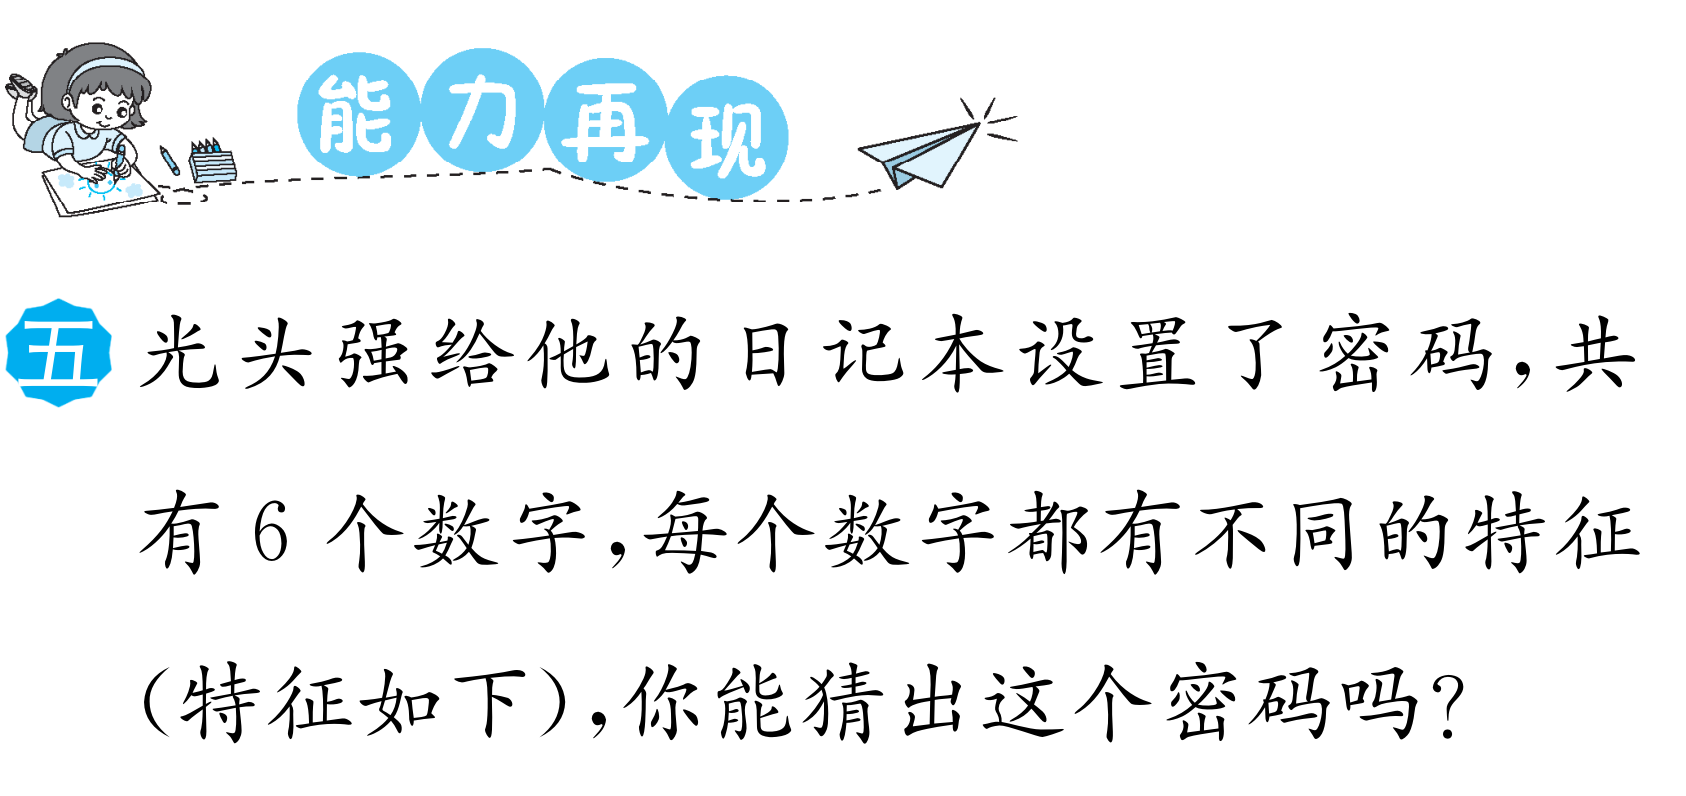 能力再现
五 光头强给他的日记本设置了密码,共
有6个数字,每个数字都有不同的特征
(特征如下),你能猜出这个密码吗?